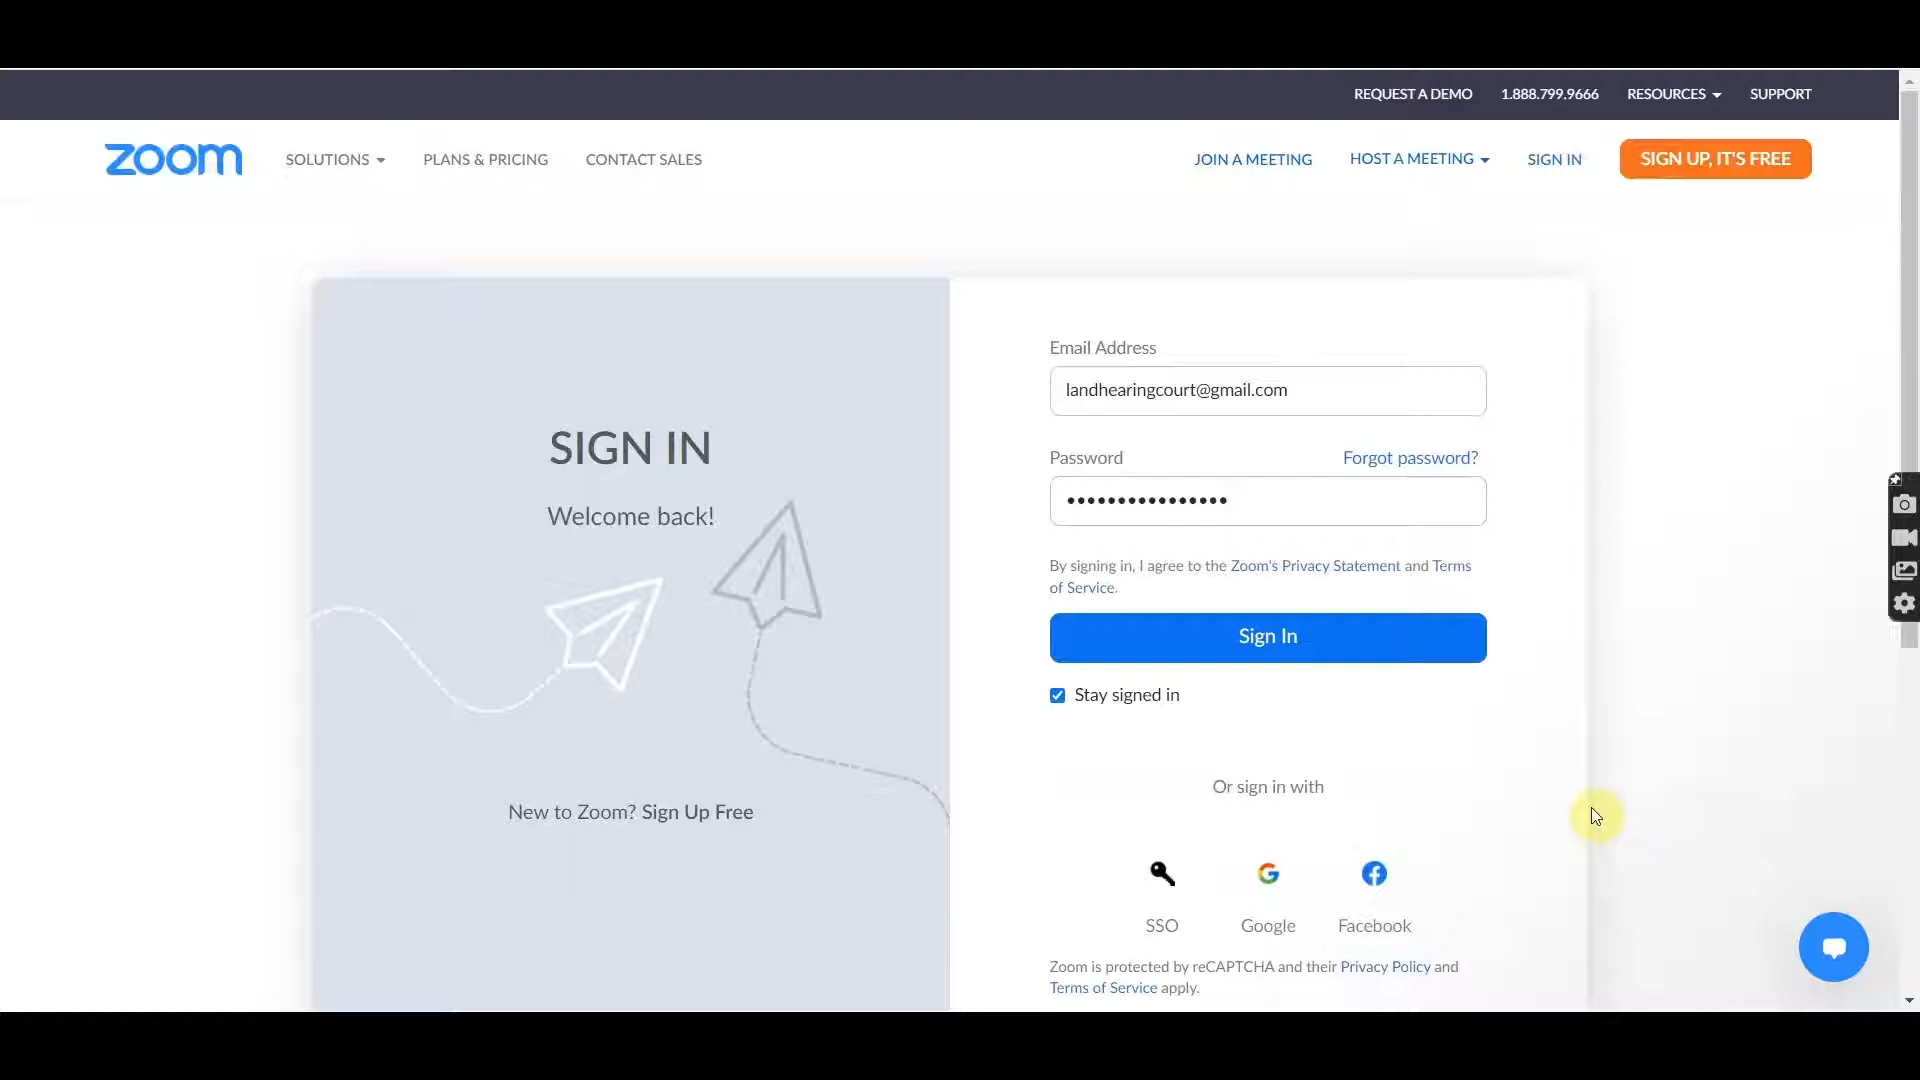 REQUEST A DEMO 1.888.799.9666 RESOURCES SUPPORT
zoom SOLUTIONS PLANS & PRICING CONTACT SALES JOIN A MEETING HOST A MEETING SIGN IN SIGN UP, IT'S FREE
SIGN IN
Welcome back!
New to Zoom? Sign Up Free
Email Address
landhearingcourt@gmail.com
Password Forgot password?
••••••••••••••••
By signing in, I agree to the Zoom's Privacy Statement and Terms
of Service.
Sign In
Stay signed in
Or sign in with
SSO Google Facebook
Zoom is protected by reCAPTCHA and their Privacy Policy and
Terms of Service apply.